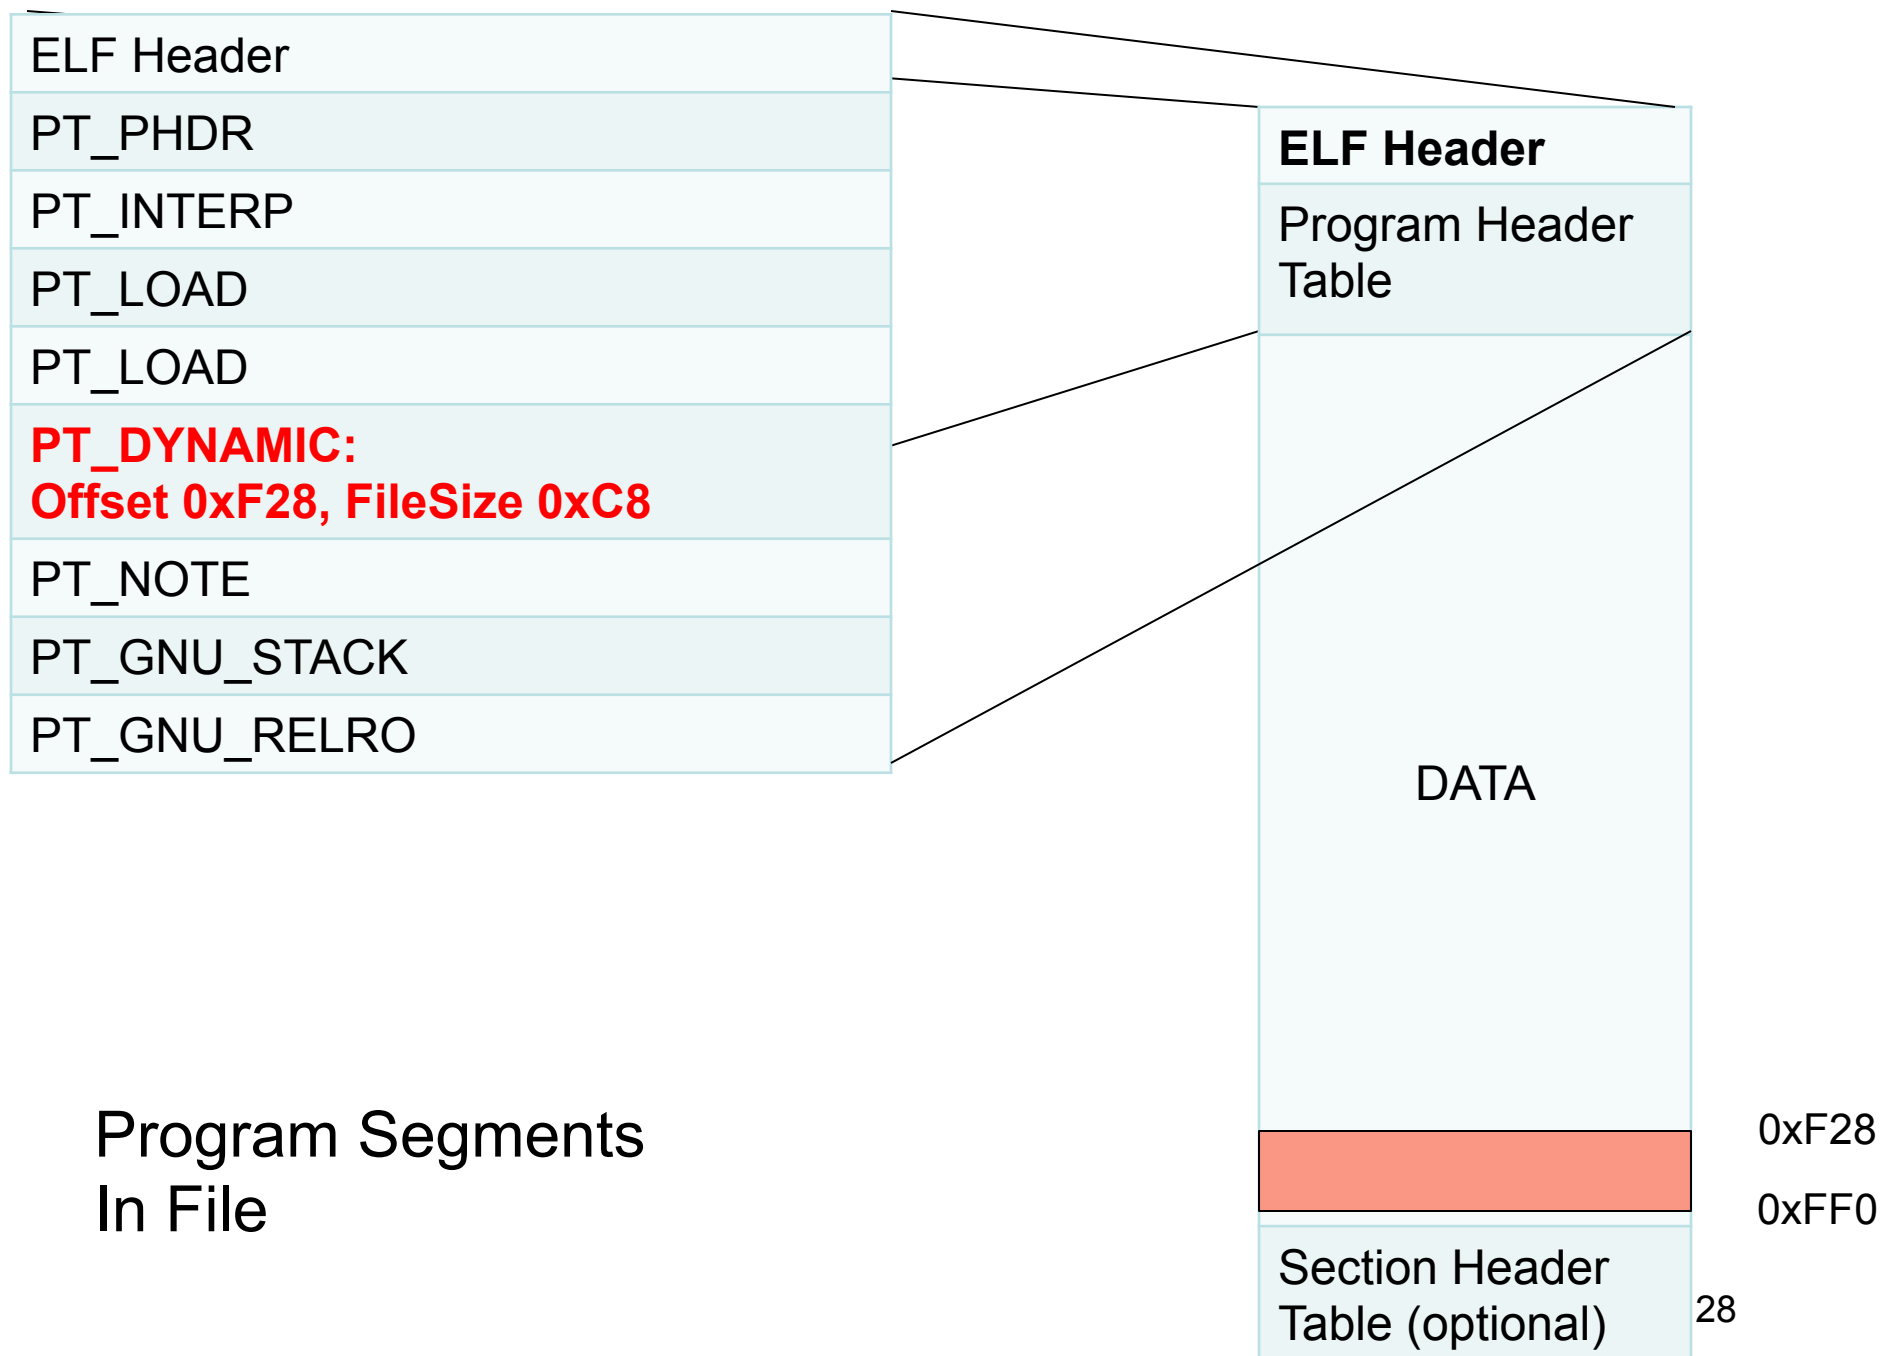 ELF Header
PT_PHDR
PT_INTERP
PT_LOAD
PT_LOAD
PT_DYNAMIC:
Offset 0xF28, FileSize 0xC8
PT_NOTE
PT_GNU_STACK
PT_GNU_RELRO
Program Segments
In File
ELF Header
Program Header
Table
DATA
0xF28
0xFF0
Section Header
Table (optional)
28